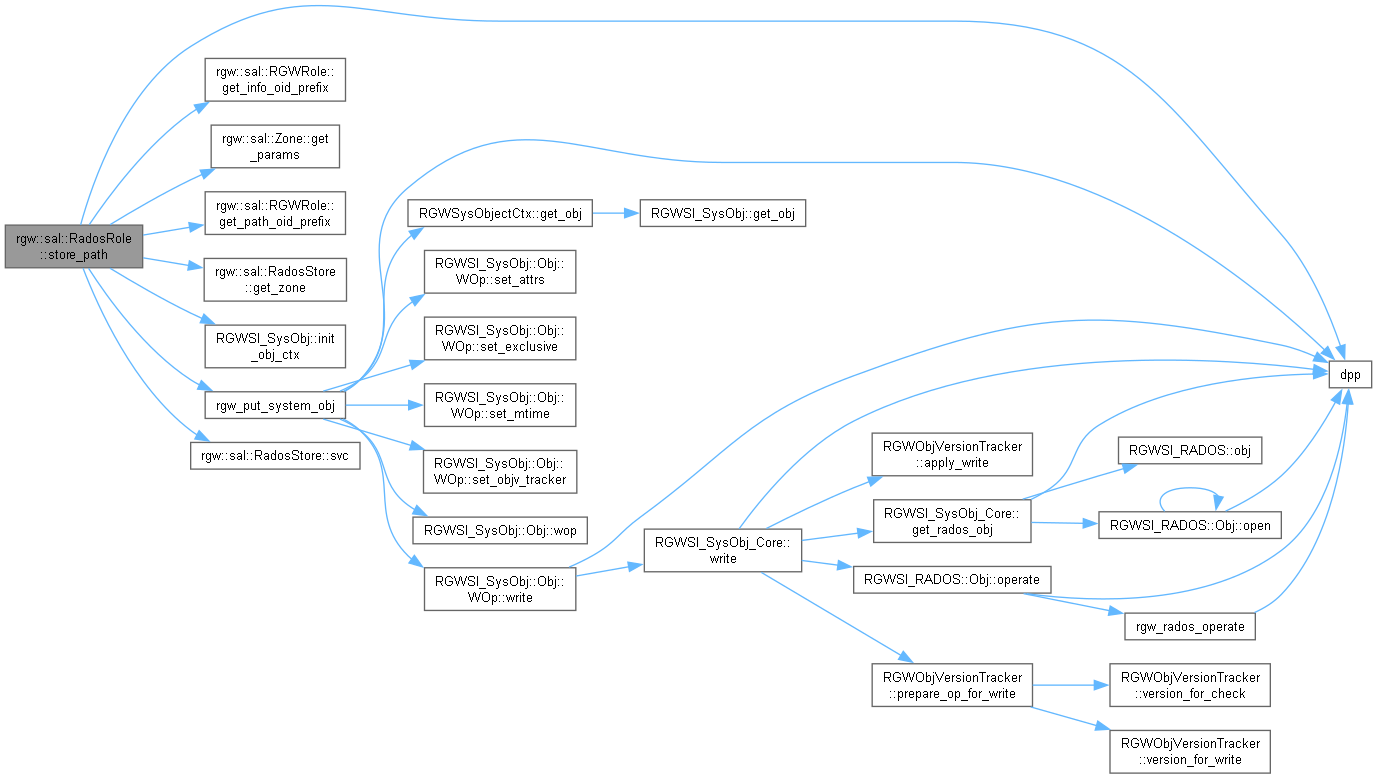 rgw::sal::RadosRole
::store_path
rgw::sal::RGWRole::
get_info_oid_prefix
rgw::sal::Zone::get
_params
rgw::sal::RGWRole::
get_path_oid_prefix
rgw::sal::RadosStore
::get_zone
RGWSI_SysObj::init
_obj_ctx
rgw_put_system_obj
rgw::sal::RadosStore::svc
RGWSysObjectCtx::get_obj
RGWSI_SysObj::get_obj
RGWSI_SysObj::Obj::
WOp::set_attrs
RGWSI_SysObj::Obj::
WOp::set_exclusive
RGWSI_SysObj::Obj::
WOp::set_mtime
RGWSI_SysObj::Obj::
WOp::set_objv_tracker
RGWSI_SysObj::Obj::wop
RGWSI_SysObj::Obj::
WOp::write
RGWSI_SysObj_Core::
write
RGWObjVersionTracker
::apply_write
RGWSI_SysObj_Core::
get_rados_obj
RGWSI_RADOS::Obj::operate
RGWObjVersionTracker
::prepare_op_for_write
RGWSI_RADOS::obj
RGWSI_RADOS::Obj::open
rgw_rados_operate
RGWObjVersionTracker
::version_for_check
RGWObjVersionTracker
::version_for_write
dpp